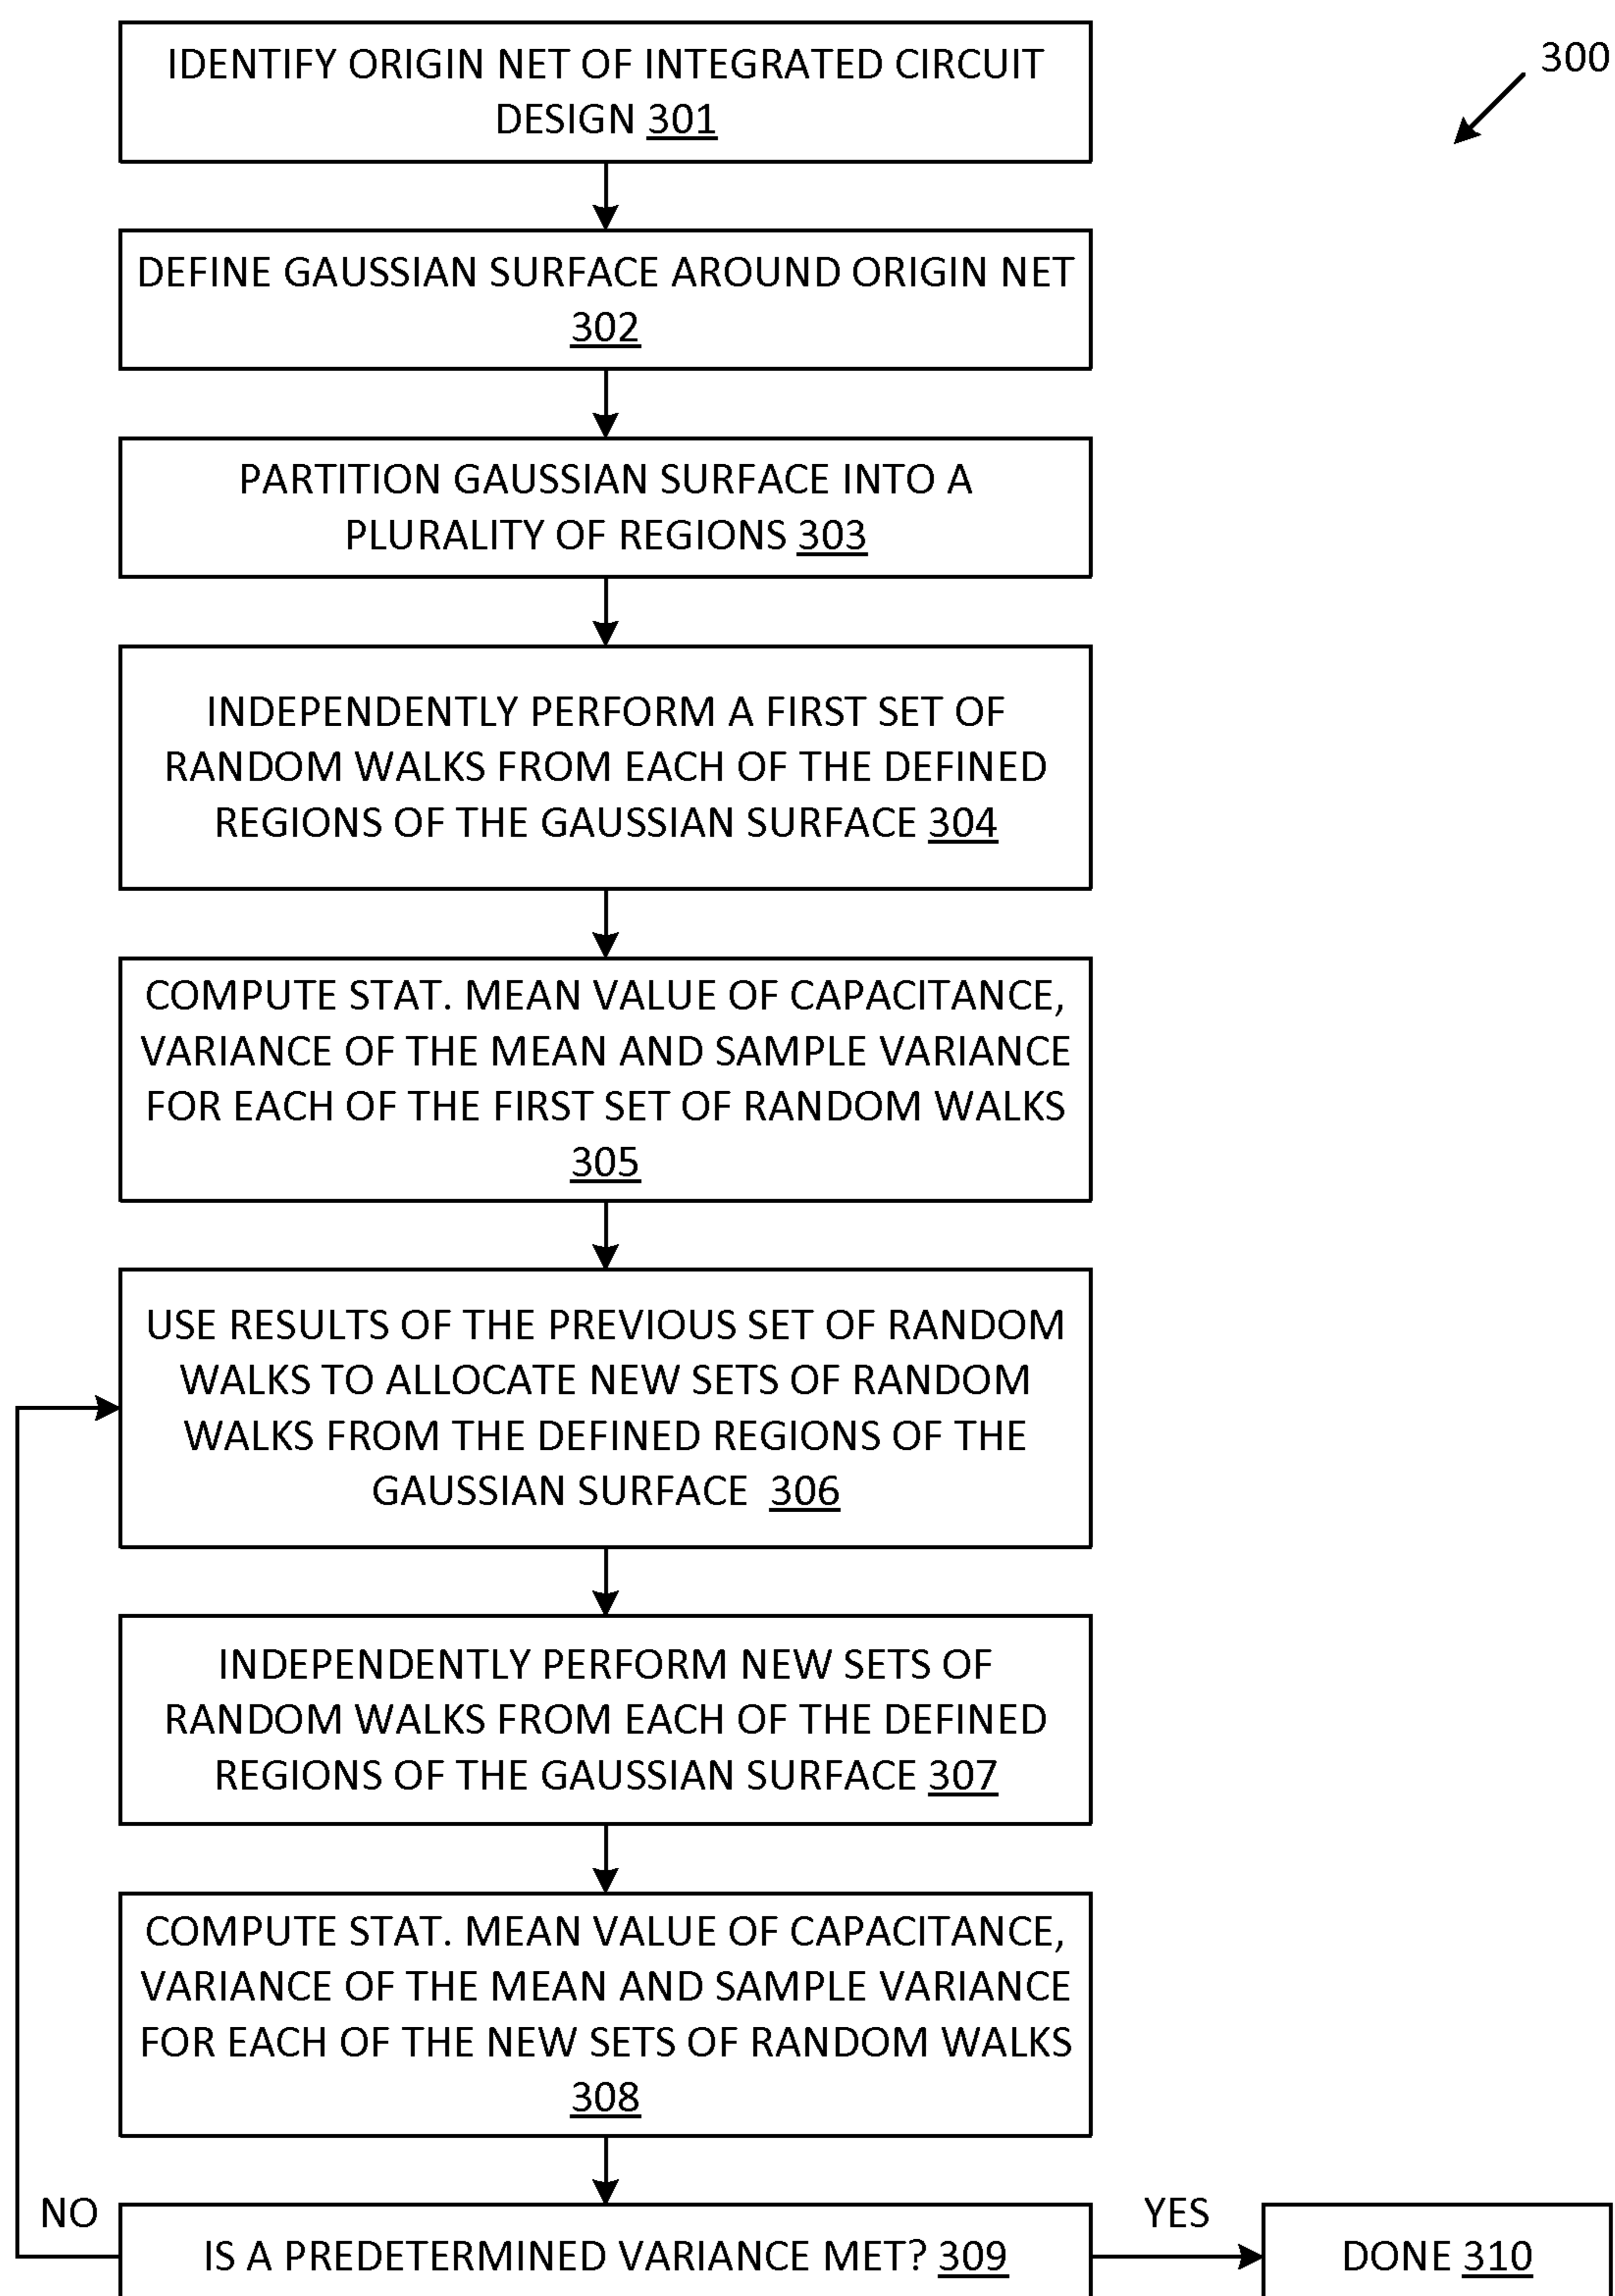 300
IDENTIFY ORIGIN NET OF INTEGRATED CIRCUIT
DESIGN 301
DEFINE GAUSSIAN SURFACE AROUND ORIGIN NET
302
PARTITION GAUSSIAN SURFACE INTO A
PLURALITY OF REGIONS 303
INDEPENDENTLY PERFORM A FIRST SET OF
RANDOM WALKS FROM EACH OF THE DEFINED
REGIONS OF THE GAUSSIAN SURFACE 304
COMPUTE STAT. MEAN VALUE OF CAPACITANCE,
VARIANCE OF THE MEAN AND SAMPLE VARIANCE
FOR EACH OF THE FIRST SET OF RANDOM WALKS
305
USE RESULTS OF THE PREVIOUS SET OF RANDOM
WALKS TO ALLOCATE NEW SETS OF RANDOM
WALKS FROM THE DEFINED REGIONS OF THE
GAUSSIAN SURFACE 306
INDEPENDENTLY PERFORM NEW SETS OF
RANDOM WALKS FROM EACH OF THE DEFINED
REGIONS OF THE GAUSSIAN SURFACE 307
COMPUTE STAT. MEAN VALUE OF CAPACITANCE,
VARIANCE OF THE MEAN AND SAMPLE VARIANCE
FOR EACH OF THE NEW SETS OF RANDOM WALKS
308
NO
IS A PREDETERMINED VARIANCE MET? 309
YES
DONE 310